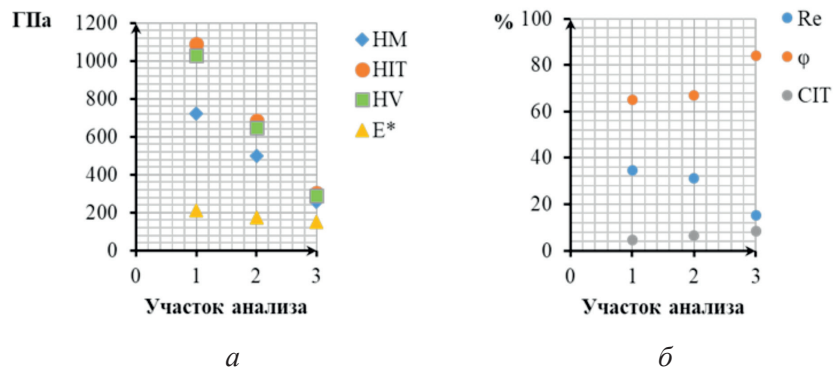 ГПа
1200
1000
800
600
400
200
0
0 1 2 3
Участок анализа
HM
HIT
HV
E*
а
%
100
80
60
40
20
0
0 1 2 3
Участок анализа
Re
φ
CIT
б